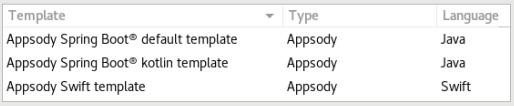 Template Type Language
Appsody Spring Boot® default template Appsody Java
Appsody Spring Boot® kotlin template Appsody Java
Appsody Swift template Appsody Swift